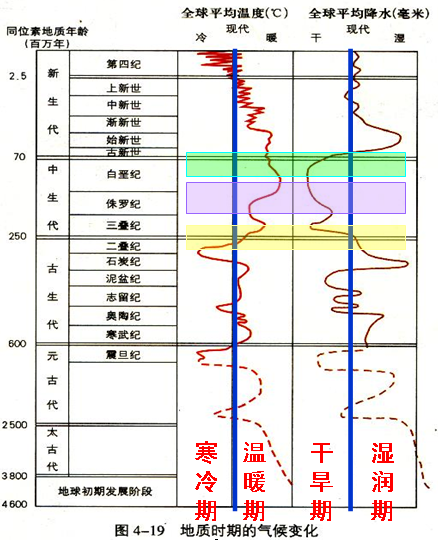 全球平均温度(℃) 全球平均降水(毫米)
同位素地质年龄
(百万年)
现代 现代
冷 暖 干 湿
新生代
第四纪
2.5
上新世
中新世
渐新世
始新世
古新世
70
中生代
白垩纪
侏罗纪
三叠纪
250
古生代
二叠纪
石炭纪
泥盆纪
志留纪
奥陶纪
寒武纪
600
元古代
震旦纪
2500
太古代
3800
地球初期发展阶段
4600
寒冷期
温暖期
干旱期
湿润期
图 4-19 地质时期的气候变化